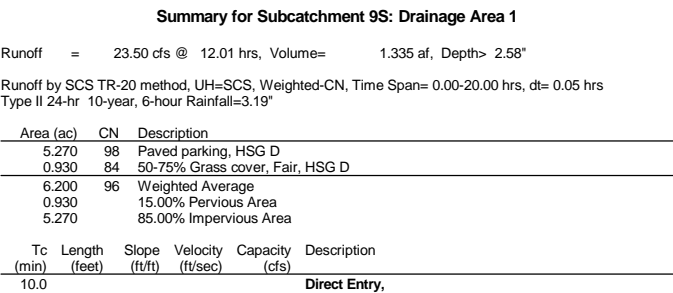 Summary for Subcatchment 9S: Drainage Area 1
Runoff = 23.50 cfs @ 12.01 hrs, Volume= 1.335 af, Depth> 2.58"
Runoff by SCS TR-20 method, UH=SCS, Weighted-CN, Time Span= 0.00-20.00 hrs, dt= 0.05 hrs
Type II 24-hr 10-year, 6-hour Rainfall=3.19"
Area (ac) CN Description
5.270 98 Paved parking, HSG D
0.930 84 50-75% Grass cover, Fair, HSG D
6.200 96 Weighted Average
0.930 15.00% Pervious Area
5.270 85.00% Impervious Area
Tc Length Slope Velocity Capacity Description
(min) (feet) (ft/ft) (ft/sec) (cfs)
10.0 Direct Entry,